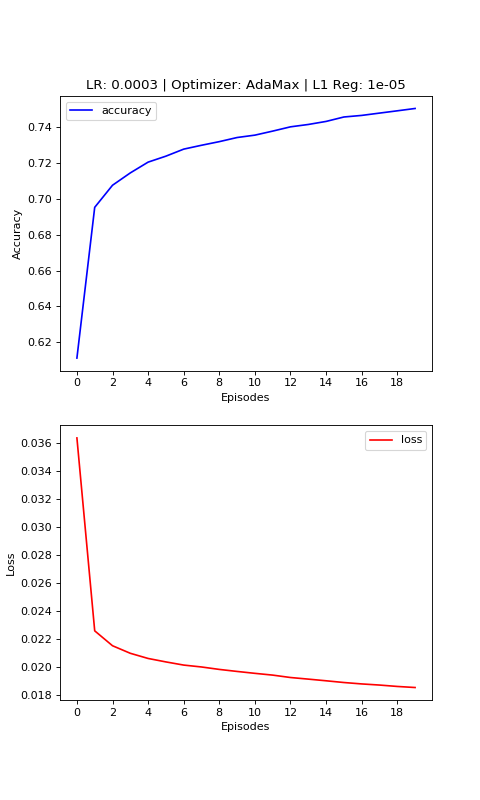 LR: 0.0003 | Optimizer: AdaMax | L1 Reg: 1e-05
accuracy
0.74
0.72
0.70
0.68
0.66
0.64
0.62
Accuracy
0 2 4 6 8 10 12 14 16 18
Episodes
loss
0.036
0.034
0.032
0.030
0.028
0.026
0.024
0.022
0.020
0.018
Loss
0 2 4 6 8 10 12 14 16 18
Episodes